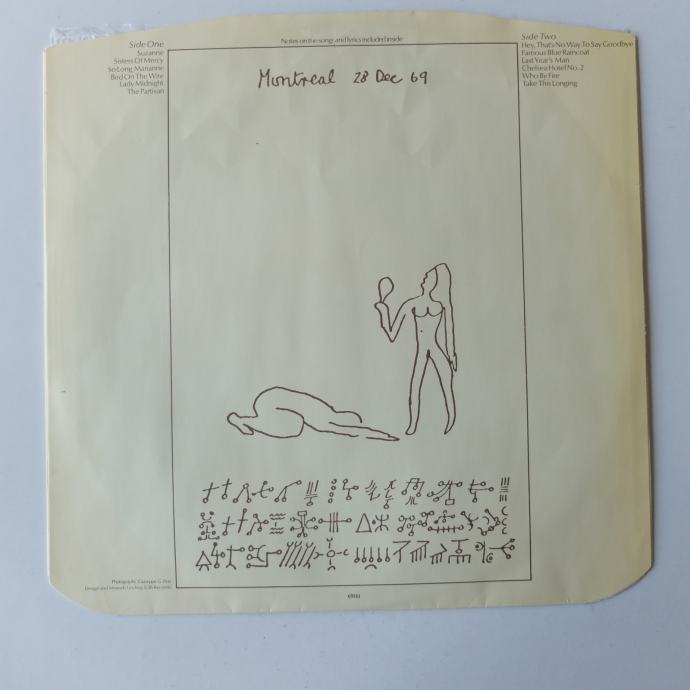 Side One
Suzanne
Sisters Of Mercy
So Long Marianne
Bird On The Wire
Lady Midnight
The Partisan
Notes on the songs and lyrics included inside
Side Two
Hey, That's No Way To Say Goodbye
Famous Blue Raincoat
Last Year's Man
Chelsea Hotel No. 2
Who By Fire
Take This Longing
Montreal 28 Dec 69
Photography: Giuseppe G. Pino
69161